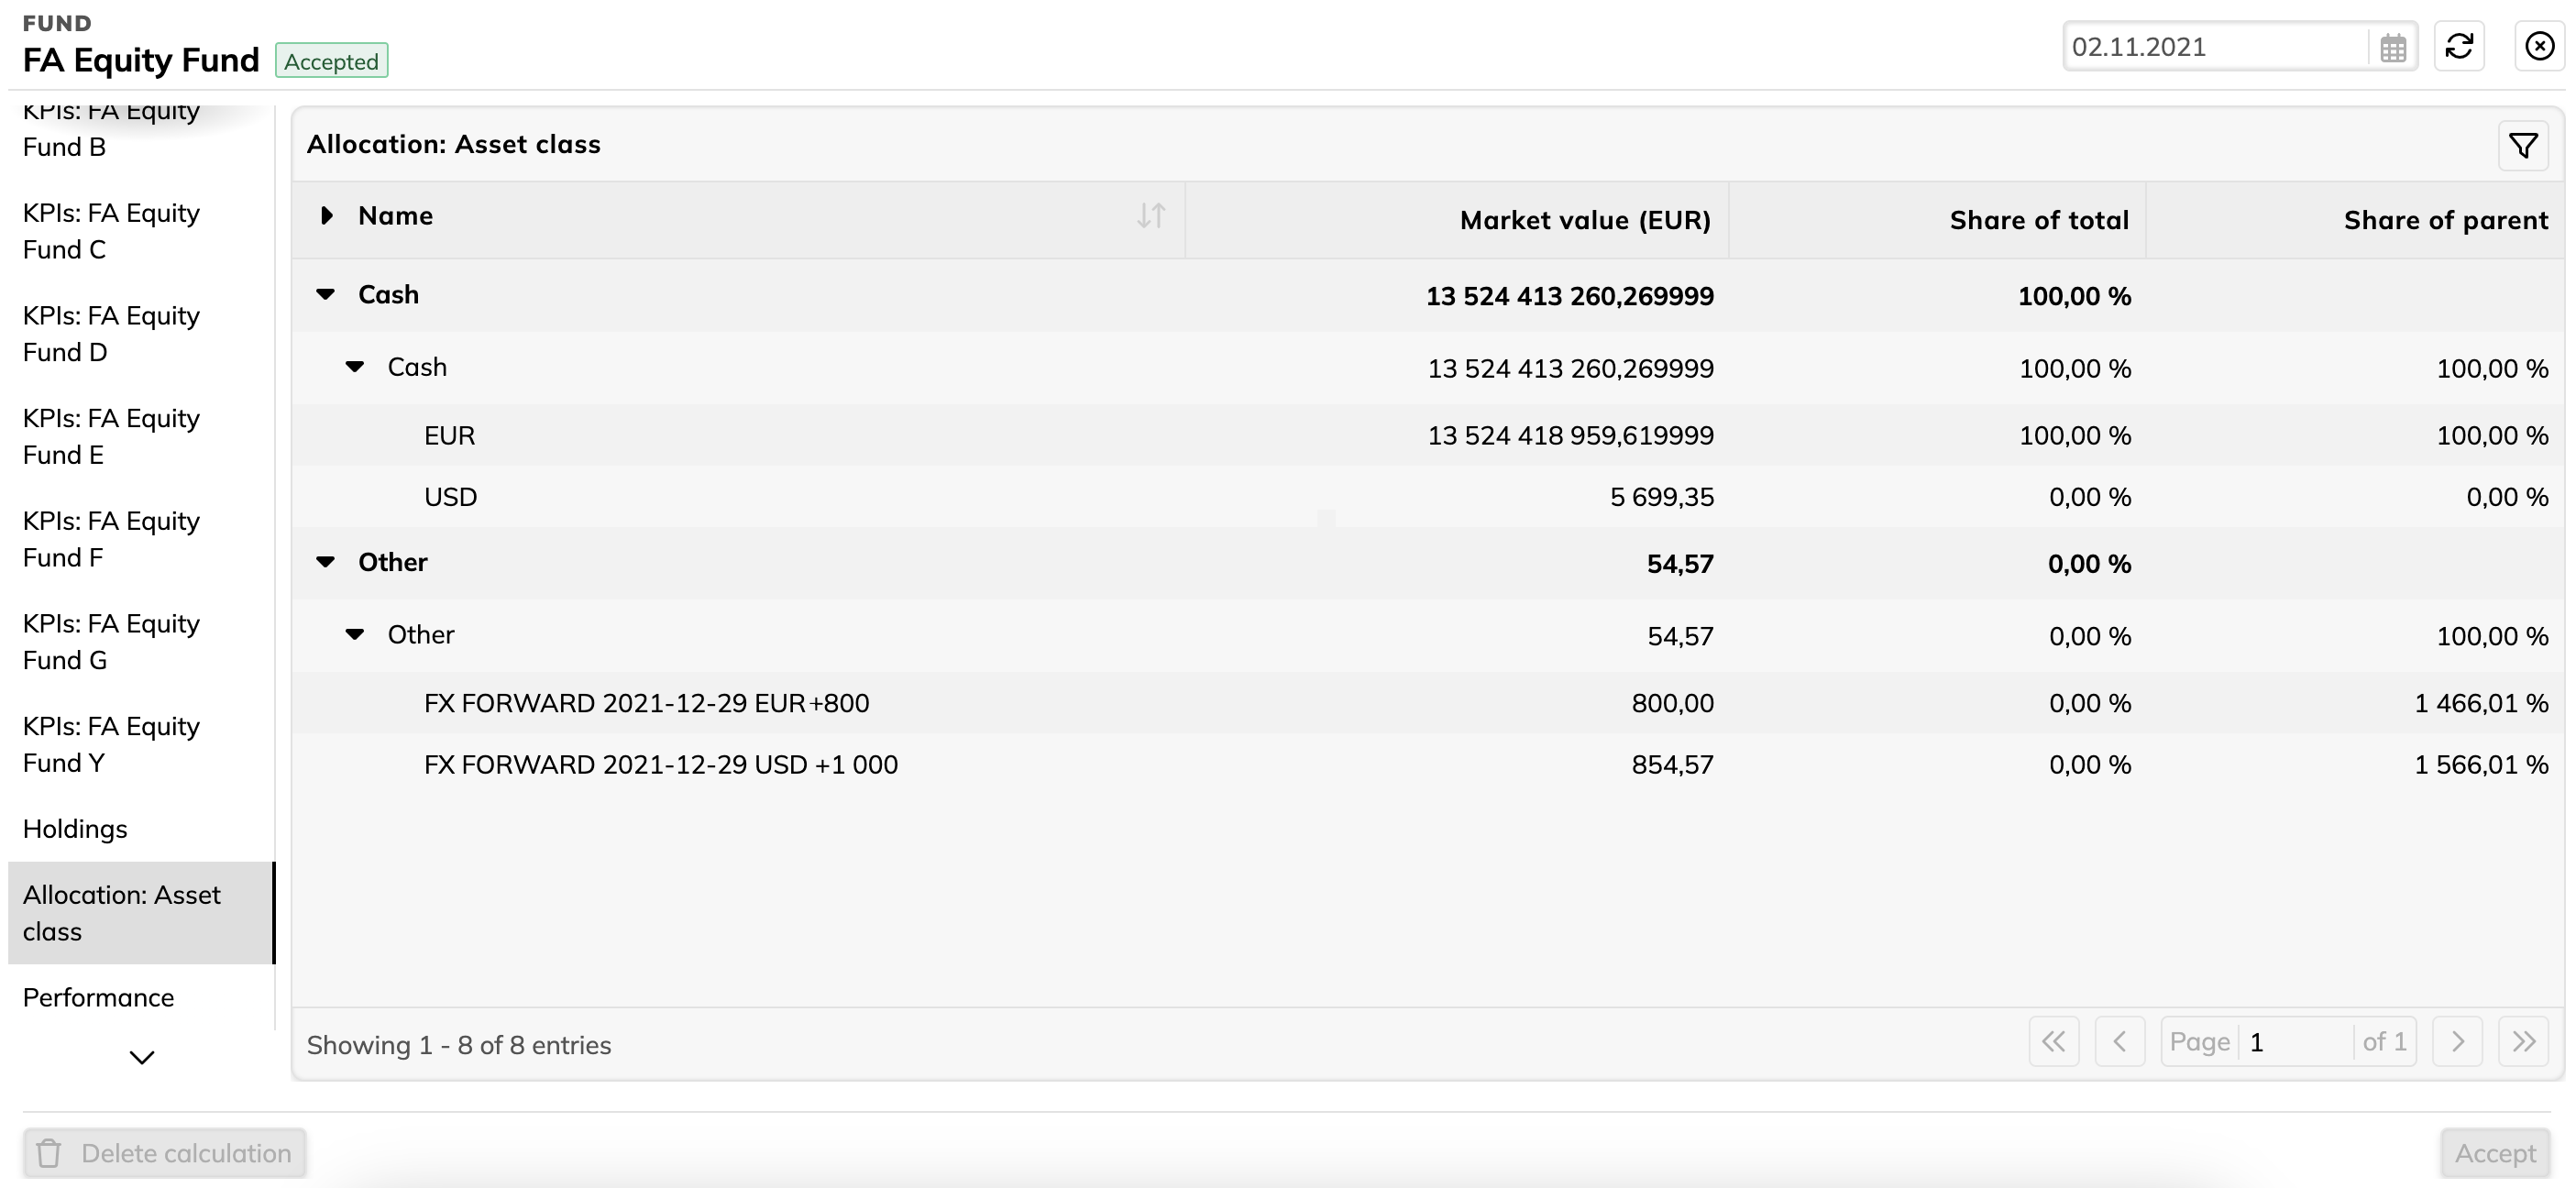 FUND
FA Equity Fund Accepted
02.11.2021
KPIs: FA Equity
Fund B
KPIs: FA Equity
Fund C
KPIs: FA Equity
Fund D
KPIs: FA Equity
Fund E
KPIs: FA Equity
Fund F
KPIs: FA Equity
Fund G
KPIs: FA Equity
Fund Y
Holdings
Allocation: Asset
class
Performance
Allocation: Asset class
Name Market value (EUR) Share of total Share of parent
Cash 13 524 413 260,269999 100,00 %
Cash 13 524 413 260,269999 100,00 % 100,00 %
EUR 13 524 418 959,619999 100,00 % 100,00 %
USD 5 699,35 0,00 % 0,00 %
Other 54,57 0,00 %
Other 54,57 0,00 % 100,00 %
FX FORWARD 2021-12-29 EUR+800 800,00 0,00 % 1 466,01 %
FX FORWARD 2021-12-29 USD +1 000 854,57 0,00 % 1 566,01 %
Showing 1 - 8 of 8 entries
Page 1 of 1
Delete calculation
Accept